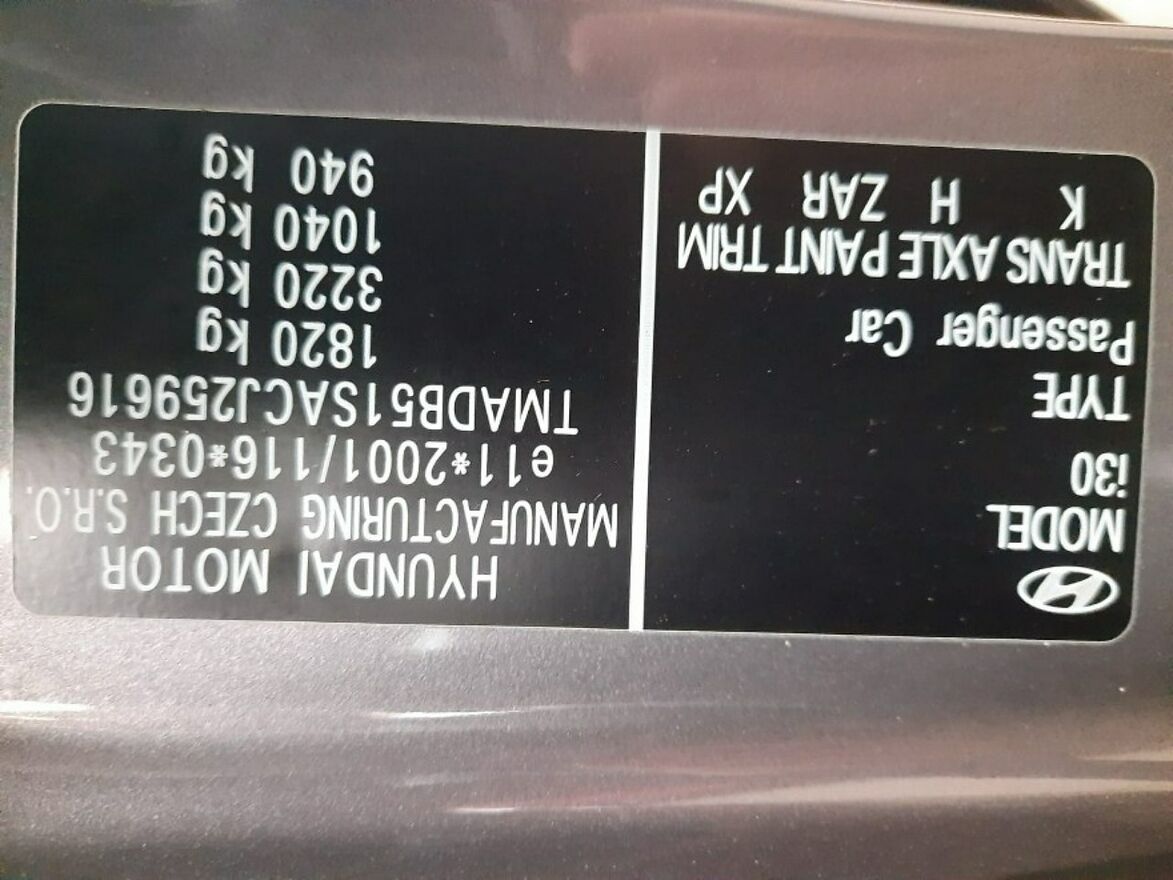 MODEL
i30
TYPE
Passenger Car
TRANS AXLE PAINT TRIM
K H ZAR XP
HYUNDAI MOTOR
MANUFACTURING CZECH S.R.O.
e11*2001/116*0343
TMADB51SACJ259616
1820 kg
3220 kg
1040 kg
940 kg